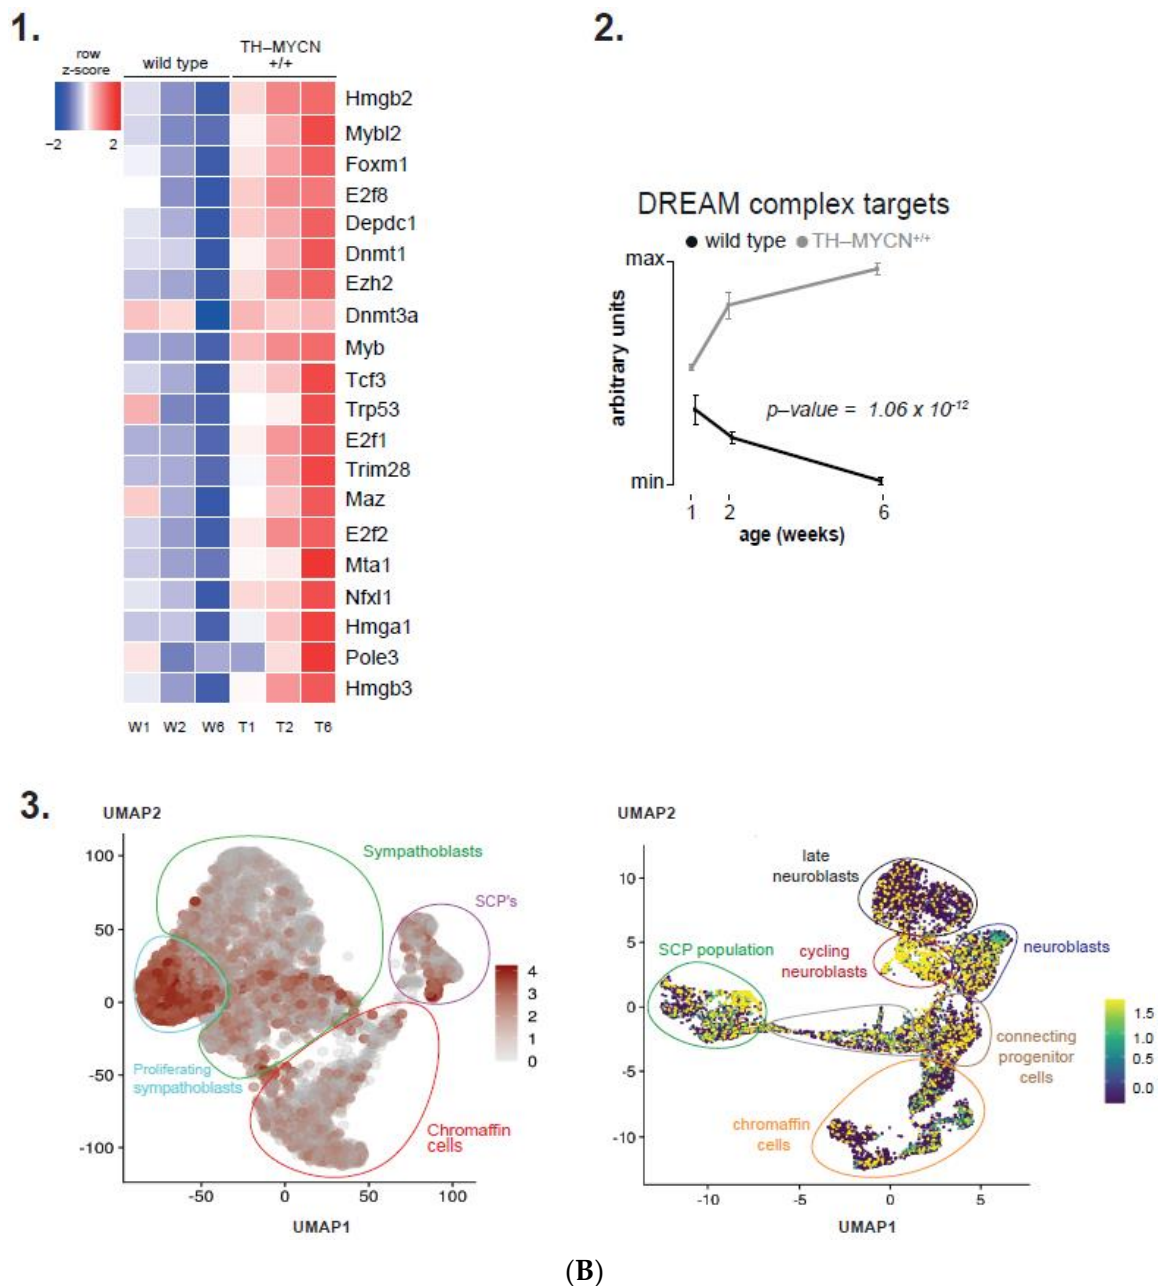 1.
row
z-score
−2 2
wild type
TH–MYCN
+/+
Hmgb2
Mybl2
Foxm1
E2f8
Depdc1
Dnmt1
Ezh2
Dnmt3a
Myb
Tcf3
Trp53
E2f1
Trim28
Maz
E2f2
Mta1
Nfxl1
Hmga1
Pole3
Hmgb3
W1 W2 W6 T1 T2 T6
2.
DREAM complex targets
● wild type ● TH–MYCN+/+
max
arbitrary units
min
p–value = 1.06 x 10-12
1 2 6
age (weeks)
3.
UMAP2
100
50
0
-50
-100
Sympathoblasts
SCP's
Proliferating
sympathoblasts
Chromaffin
cells
4
3
2
1
0
-50 0 50 100
UMAP1
UMAP2
10
5
0
-5
-10
late
neuroblasts
SCP population
cycling
neuroblasts
neuroblasts
connecting
progenitor
cells
chromaffin
cells
1.5
1.0
0.5
0.0
-10 -5 0 5
UMAP1
(B)